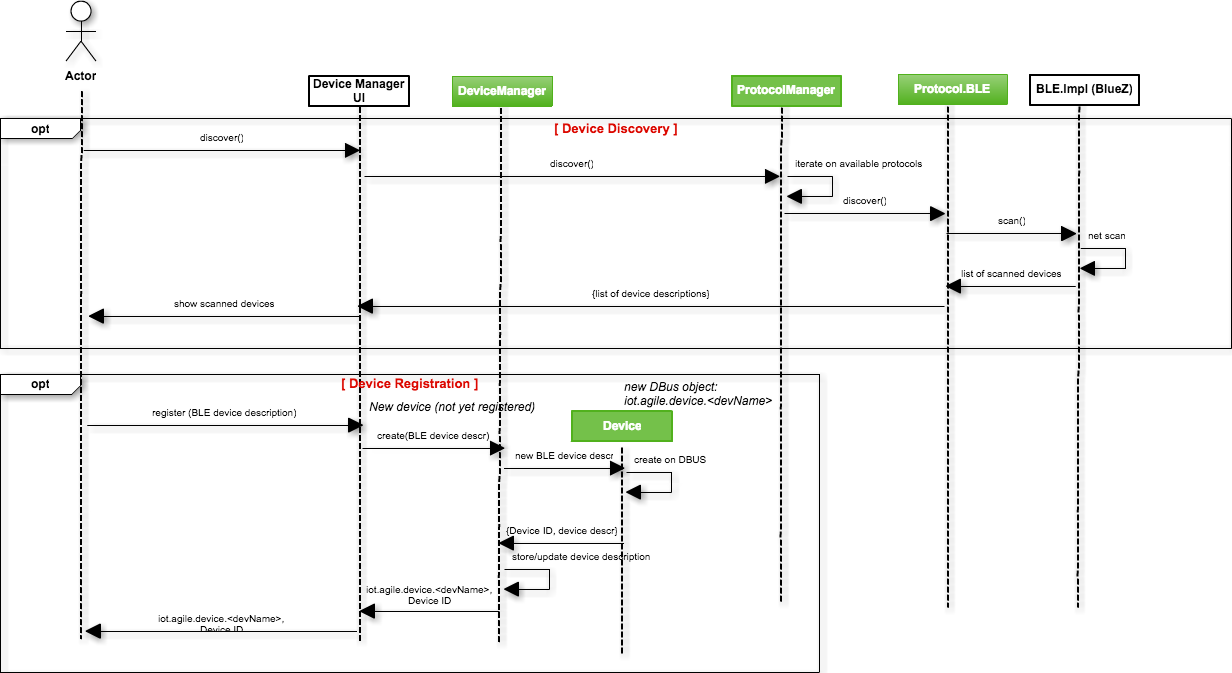 Actor
Device Manager
UI
DeviceManager
ProtocolManager
Protocol.BLE
BLE.Impl (BlueZ)
opt
[ Device Discovery ]
discover()
discover()
iterate on available protocols
discover()
scan()
net scan
list of scanned devices
{list of device descriptions}
show scanned devices
opt
[ Device Registration ]
new DBus object:
iot.agile.device.<devName>
register (BLE device description)
New device (not yet registered)
Device
create(BLE device descr)
new BLE device descr
create on DBUS
{Device ID, device descr}
store/update device description
iot.agile.device.<devName>,
Device ID
iot.agile.device.<devName>,
Device ID